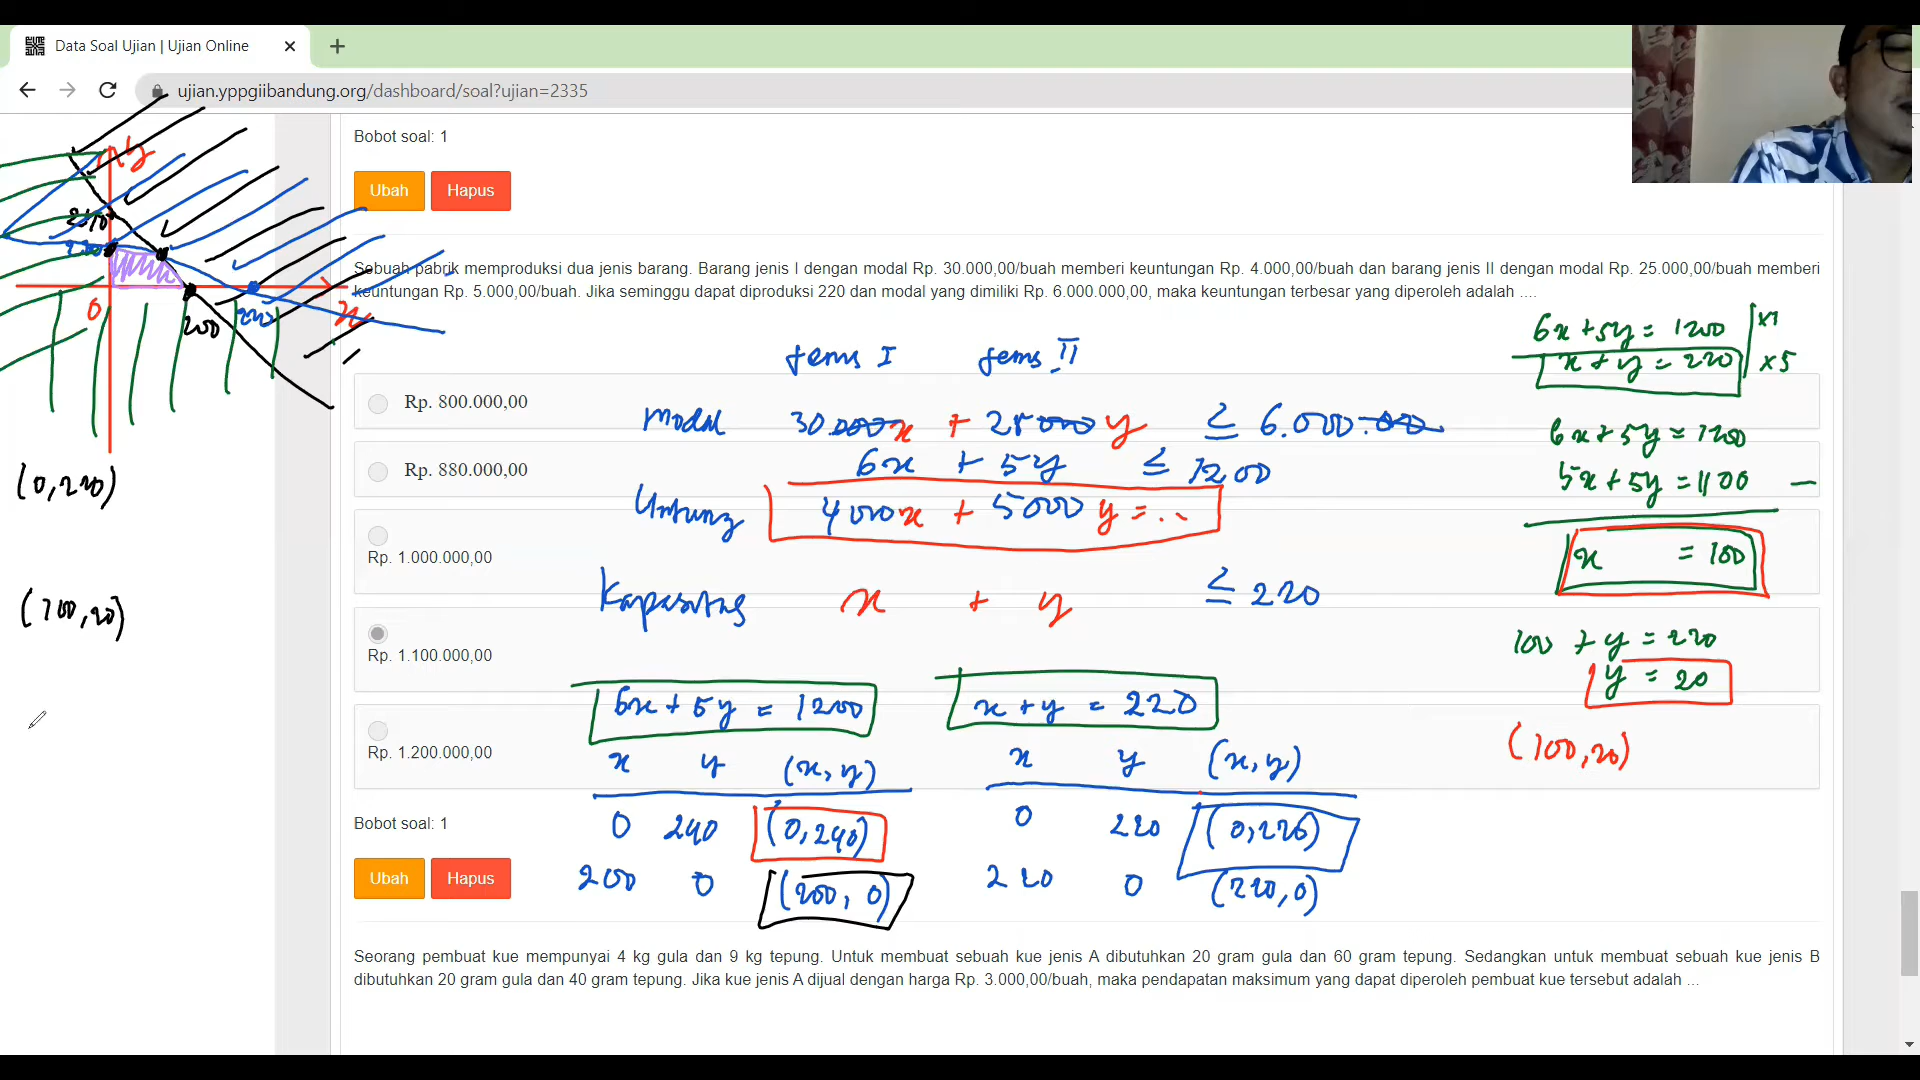 Data Soal Ujian | Ujian Online
ujian.yppgiibandung.org/dashboard/soal?ujian=2335
Bobot soal: 1
Ubah
Hapus
Sebuah pabrik memproduksi dua jenis barang. Barang jenis I dengan modal Rp. 30.000,00/buah memberi keuntungan Rp. 4.000,00/buah dan barang jenis II dengan modal Rp. 25.000,00/buah memberi
keuntungan Rp. 5.000,00/buah. Jika seminggu dapat diproduksi 220 dan modal yang dimiliki Rp. 6.000.000,00, maka keuntungan terbesar yang diperoleh adalah ....
Jenis I
Jenis II
Rp. 800.000,00
Modal 30.000x + 25000y ≤ 6.000.000
Rp. 880.000,00
6x + 5y ≤ 1200
Untung 4000x + 5000y = ...
Rp. 1.000.000,00
Kapasitas x + y ≤ 220
Rp. 1.100.000,00
Rp. 1.200.000,00
6x + 5y = 1200
x y (x, y)
0 240 (0, 240)
200 0 (200, 0)
x + y = 220
x y (x, y)
0 220 (0, 220)
220 0 (220, 0)
6x + 5y = 1200 x1
x + y = 220 x5
6x + 5y = 1200
5x + 5y = 1100 -
x = 100
100 + y = 220
y = 20
(100, 20)
y
240
220
0
200
220
x
(0, 220)
(100, 20)
Bobot soal: 1
Ubah
Hapus
Seorang pembuat kue mempunyai 4 kg gula dan 9 kg tepung. Untuk membuat sebuah kue jenis A dibutuhkan 20 gram gula dan 60 gram tepung. Sedangkan untuk membuat sebuah kue jenis B
dibutuhkan 20 gram gula dan 40 gram tepung. Jika kue jenis A dijual dengan harga Rp. 3.000,00/buah, maka pendapatan maksimum yang dapat diperoleh pembuat kue tersebut adalah ...